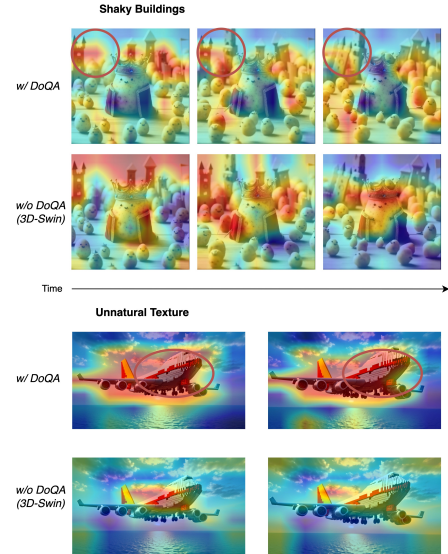 Shaky Buildings
w/ DoQA
w/o DoQA
(3D-Swin)
Time
Unnatural Texture
w/ DoQA
w/o DoQA
(3D-Swin)